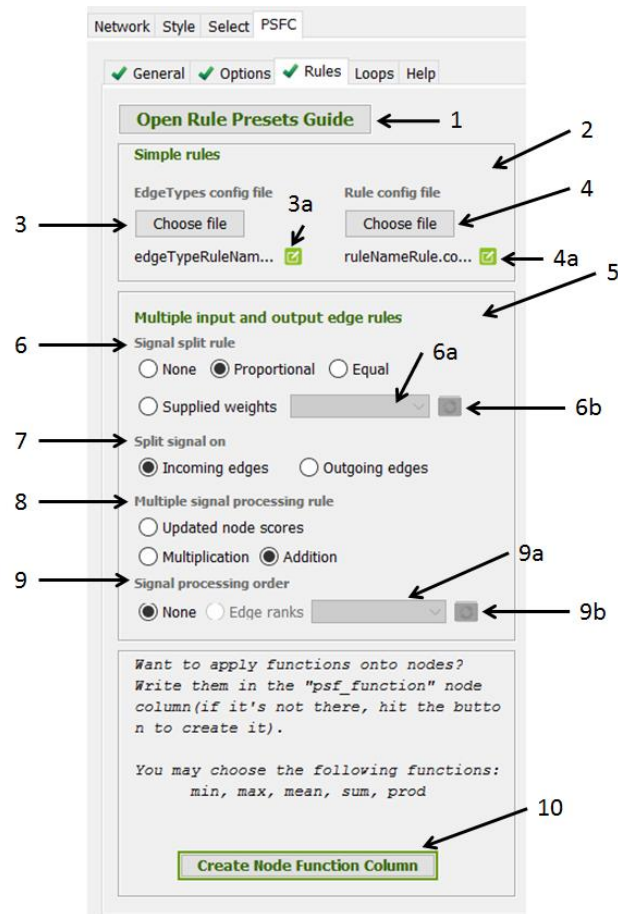 Network Style Select PSFC
General Options Rules Loops Help
Open Rule Presets Guide
1
2
Simple rules
EdgeTypes config file Rule config file
4
3
Choose file
3a
Choose file
edgeTypeRuleNam... ruleNameRule.co...
4a
5
Multiple input and output edge rules
6
Signal split rule
6a
None Proportional Equal
Supplied weights
6b
7
Split signal on
Incoming edges Outgoing edges
8
Multiple signal processing rule
Updated node scores
Multiplication Addition
9a
9
Signal processing order
None Edge ranks
9b
Want to apply functions onto nodes?
Write them in the "psf_function" node
column(if it's not there, hit the butto
n to create it).
You may choose the following functions:
min, max, mean, sum, prod
10
Create Node Function Column